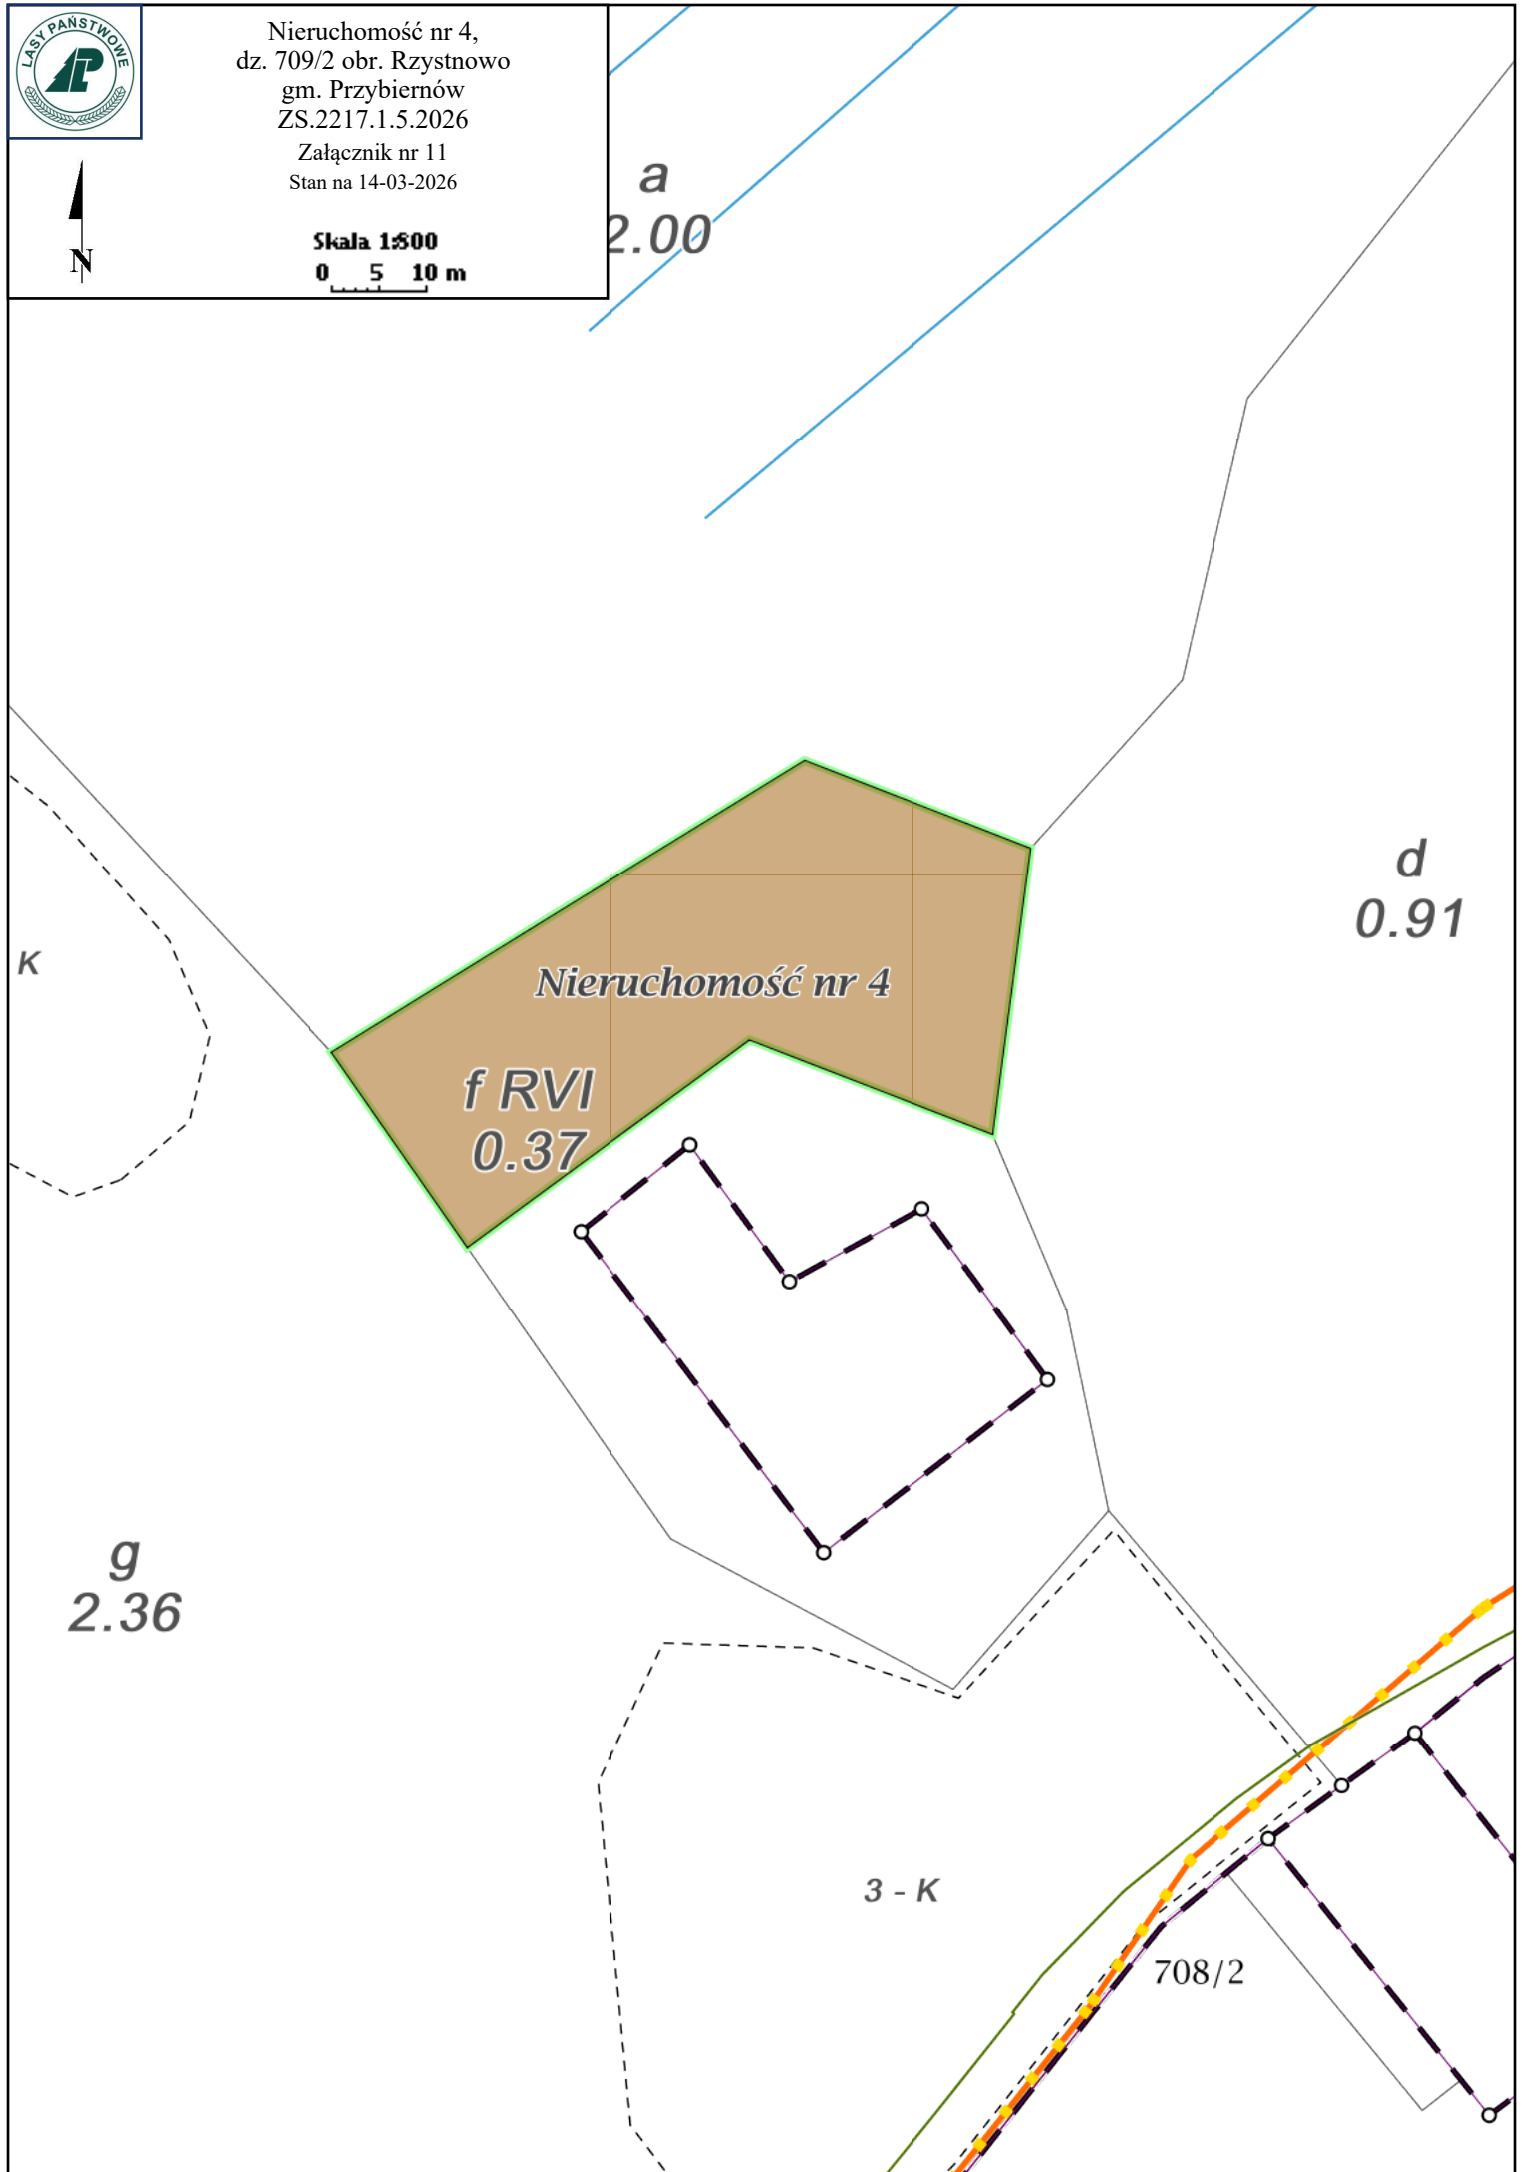 LASY PAŃSTWOWE
Nieruchomość nr 4,
dz. 709/2 obr. Rzystnowo
gm. Przybiernów
ZS.2217.1.5.2026
Załącznik nr 11
Stan na 14-03-2026
N
Skala 1:500
0 5 10 m
a
2.00
d
0.91
K
Nieruchomość nr 4
f RVI
0.37
g
2.36
3 - K
708/2